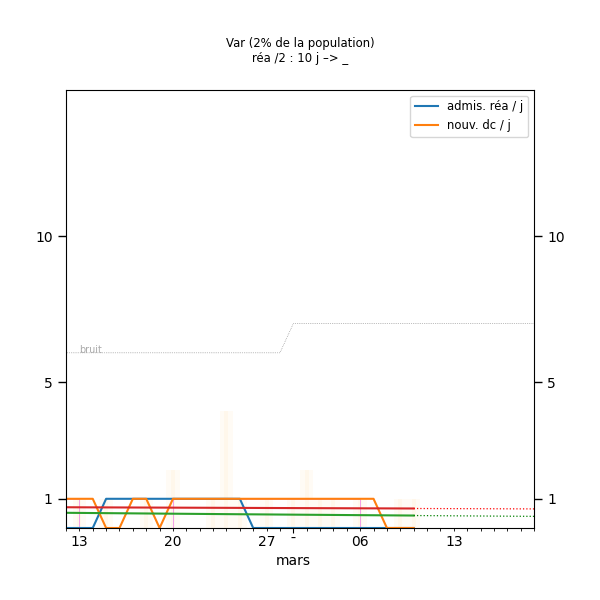 Var (2% de la population)
réa /2 : 10 j –> _
admis. réa / j
nouv. dc / j
10
10
bruit
5
5
1
1
13
20
27
-
06
13
mars